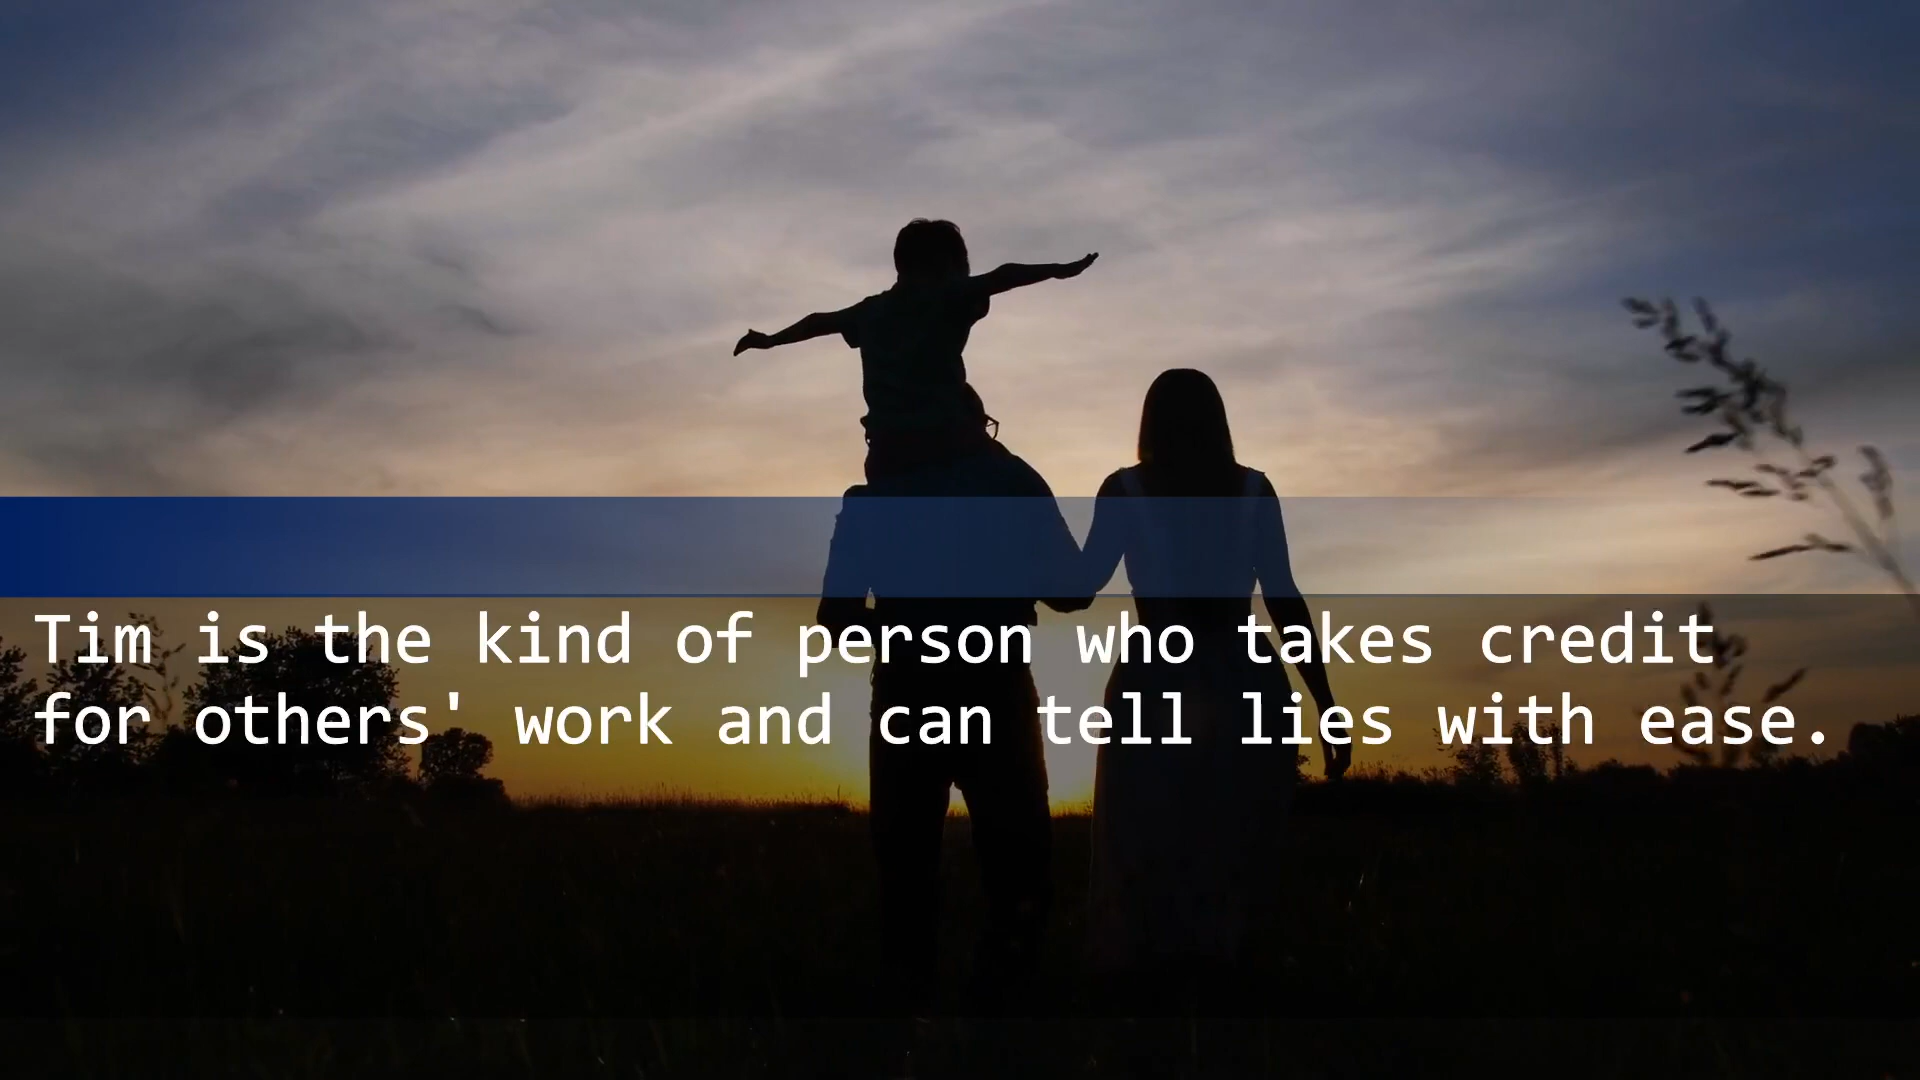 Tim is the kind of person who takes credit
for others' work and can tell lies with ease.